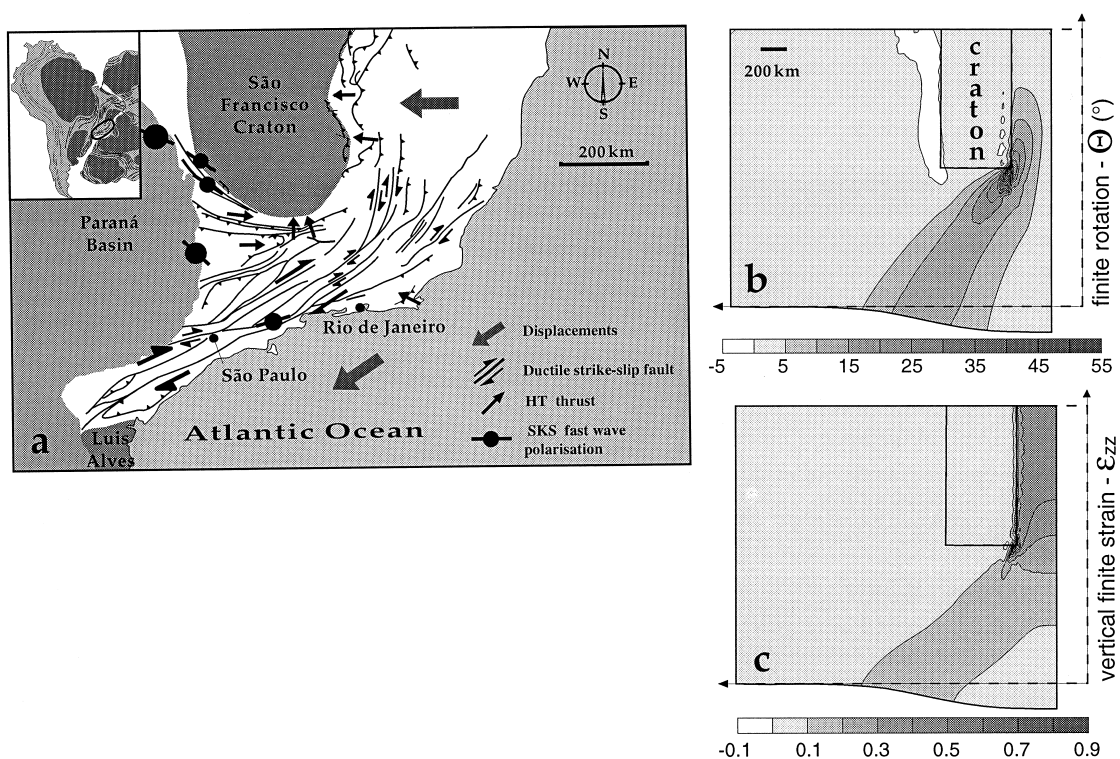 São
Francisco
Craton
N
W
E
S
200 km
Paraná
Basin
Rio de Janeiro
São Paulo
Displacements
Ductile strike-slip fault
HT thrust
SKS fast wave
polarisation
Atlantic Ocean
Luis
Alves
a
200 km
craton
b
finite rotation - Θ (°)
-5 5 15 25 35 45 55
c
vertical finite strain - εzz
-0.1 0.1 0.3 0.5 0.7 0.9